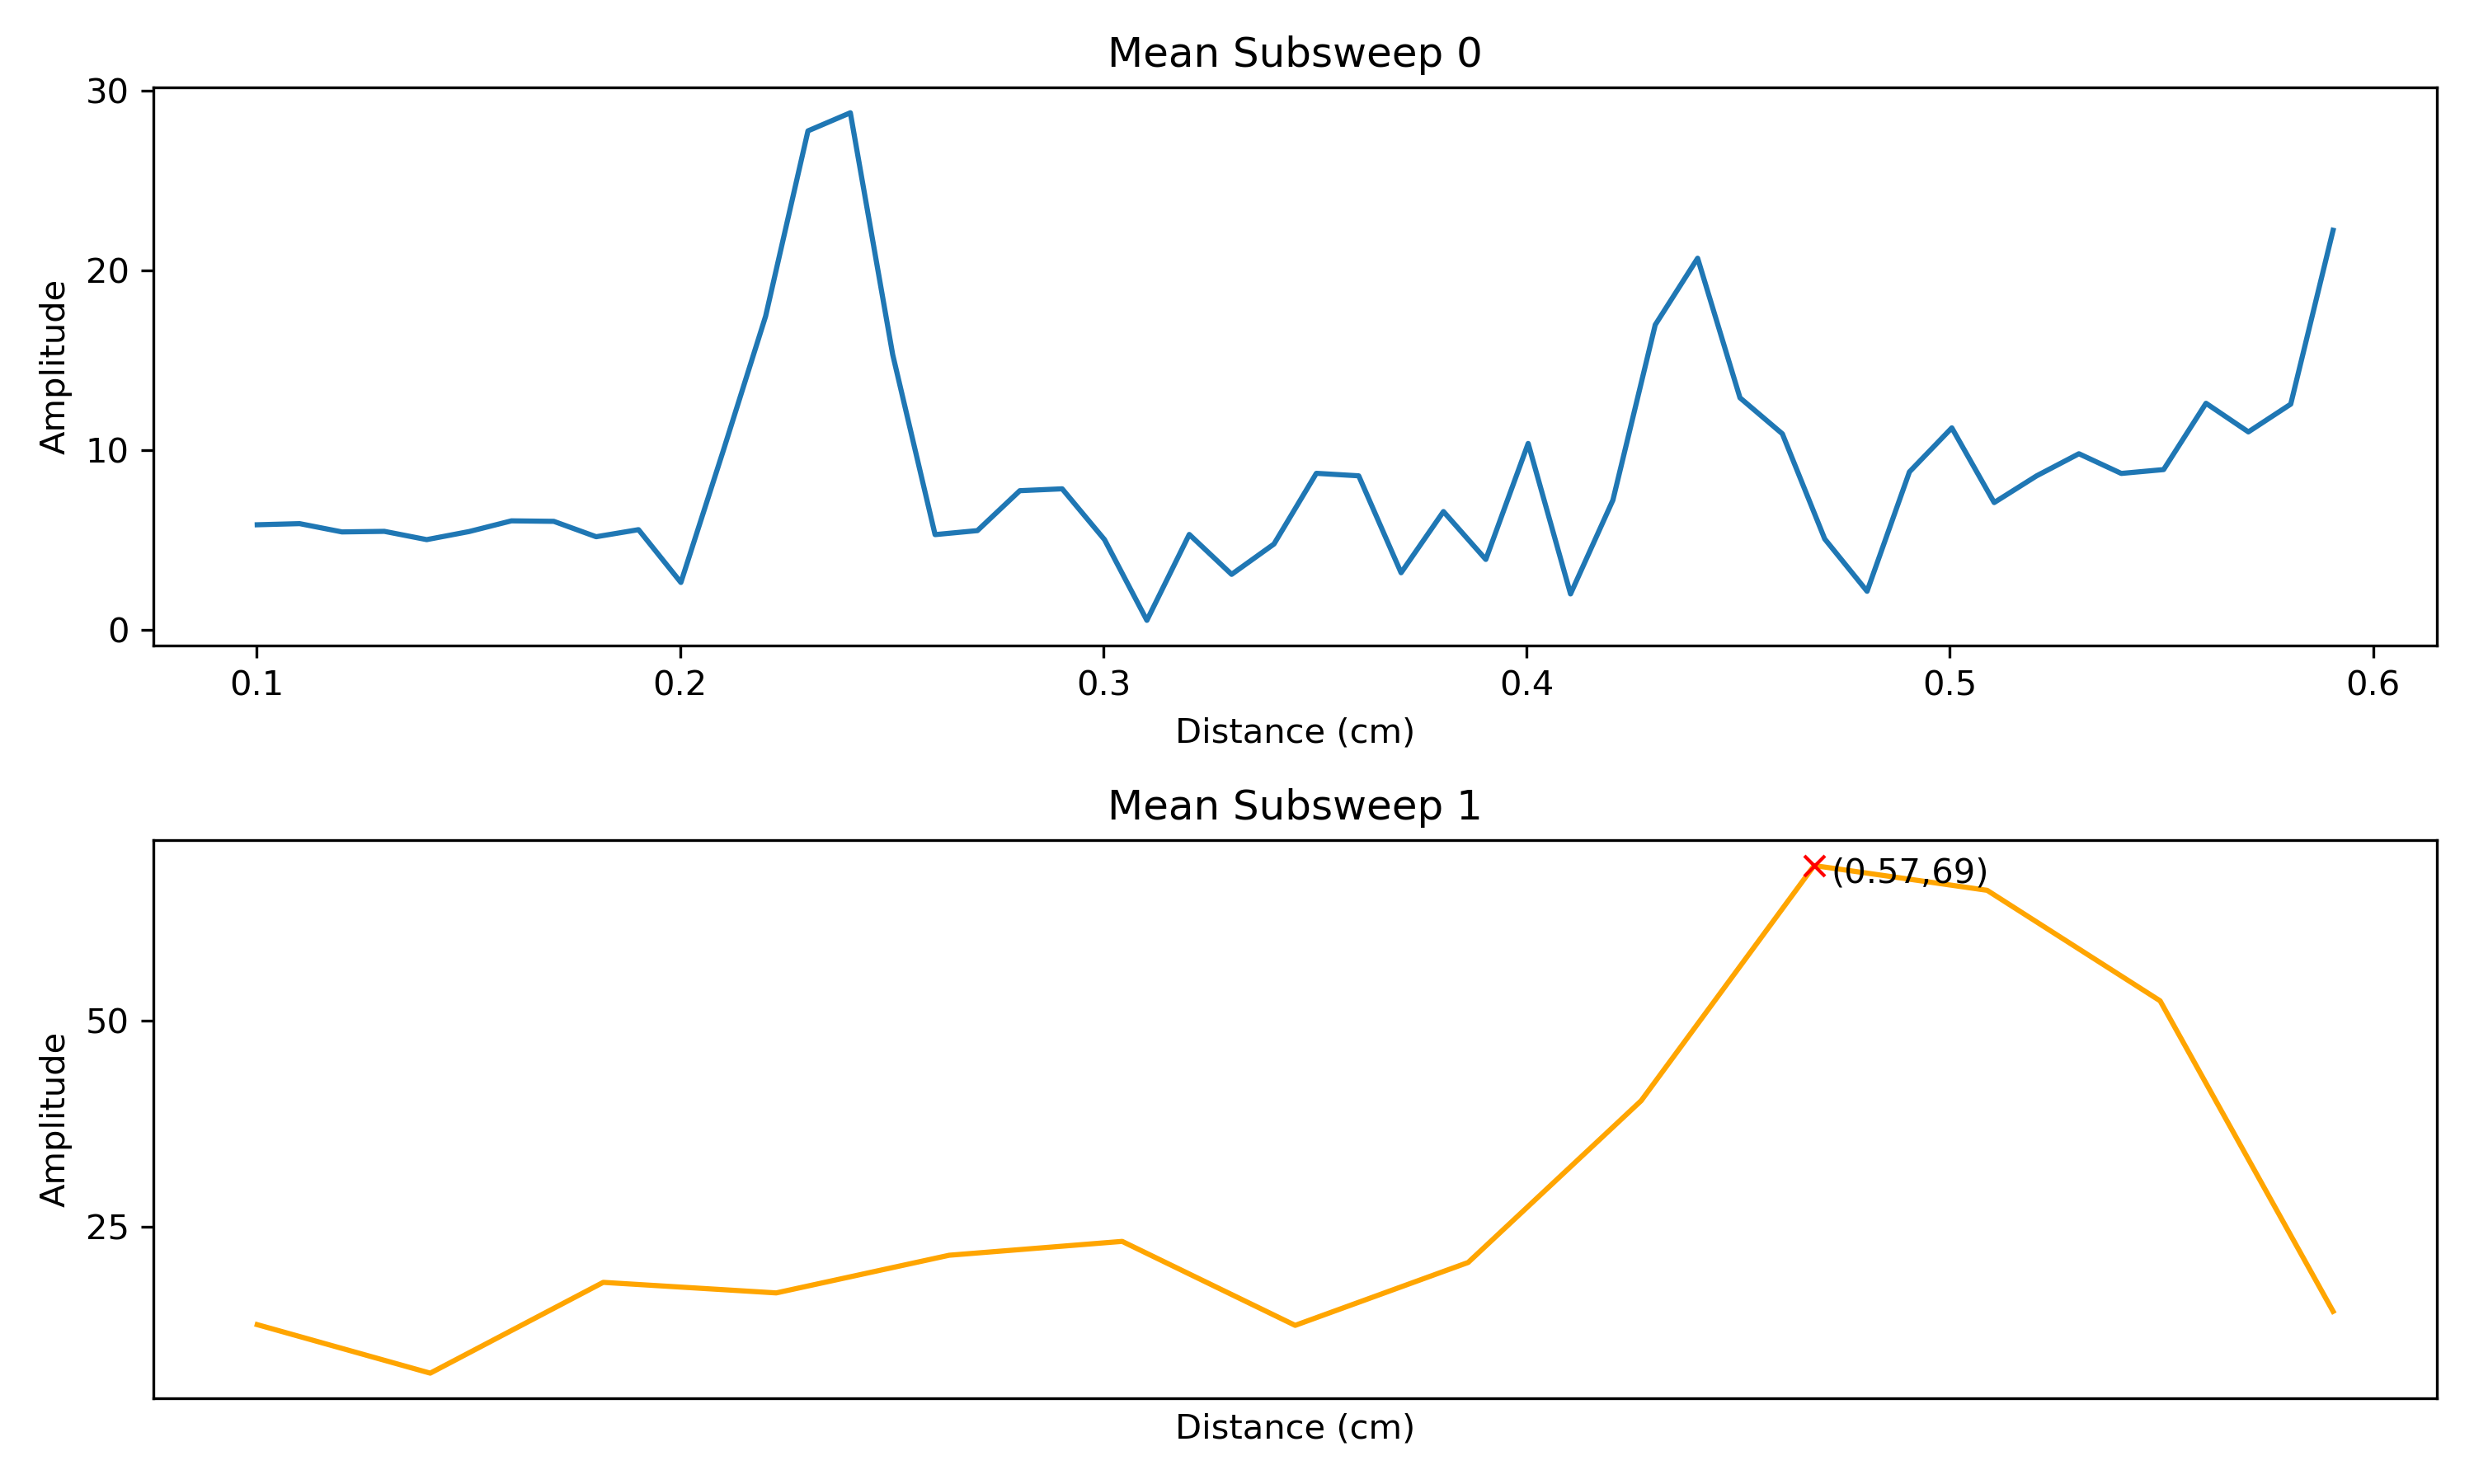 Mean Subsweep 0
30
20
10
0
Amplitude
0.1 0.2 0.3 0.4 0.5 0.6
Distance (cm)
Mean Subsweep 1
(0.57,69)
50
25
Amplitude
Distance (cm)